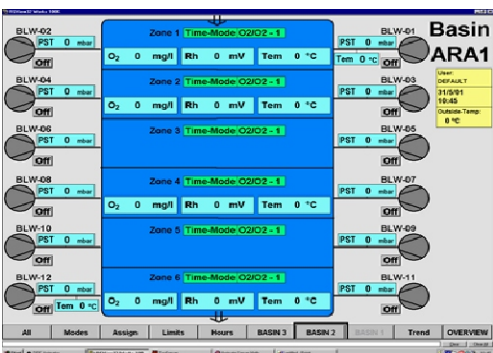 BLW-02
PST 0 mbar
Off
Zone 1 Time-Mode:O2/O2 - 1
O₂ 0 mg/l Rh 0 mV Tem 0 °C
BLW-01
PST 0 mbar
Tem 0 °C
Off
Basin
ARA1
BLW-04
PST 0 mbar
Off
Zone 2 Time-Mode:O2/O2 - 1
O₂ 0 mg/l Rh 0 mV Tem 0 °C
BLW-03
PST 0 mbar
Off
User:
DEFAULT
31/5/01
10:45
Outside-Temp:
0 °C
BLW-06
PST 0 mbar
Off
Zone 3 Time-Mode:O2/O2 - 1
BLW-05
PST 0 mbar
Off
BLW-08
PST 0 mbar
Off
Zone 4 Time-Mode:O2/O2 - 1
O₂ 0 mg/l Rh 0 mV Tem 0 °C
BLW-07
PST 0 mbar
Off
BLW-10
PST 0 mbar
Off
Zone 5 Time-Mode:O2/O2 - 1
BLW-09
PST 0 mbar
Off
BLW-12
PST 0 mbar
Off
Tem 0 °C
Zone 6 Time-Mode:O2/O2 - 1
O₂ 0 mg/l Rh 0 mV Tem 0 °C
BLW-11
PST 0 mbar
Off
All Modes Assign. Limits Hours BASIN 3 BASIN 2 BASIN 1 Trend OVERVIEW